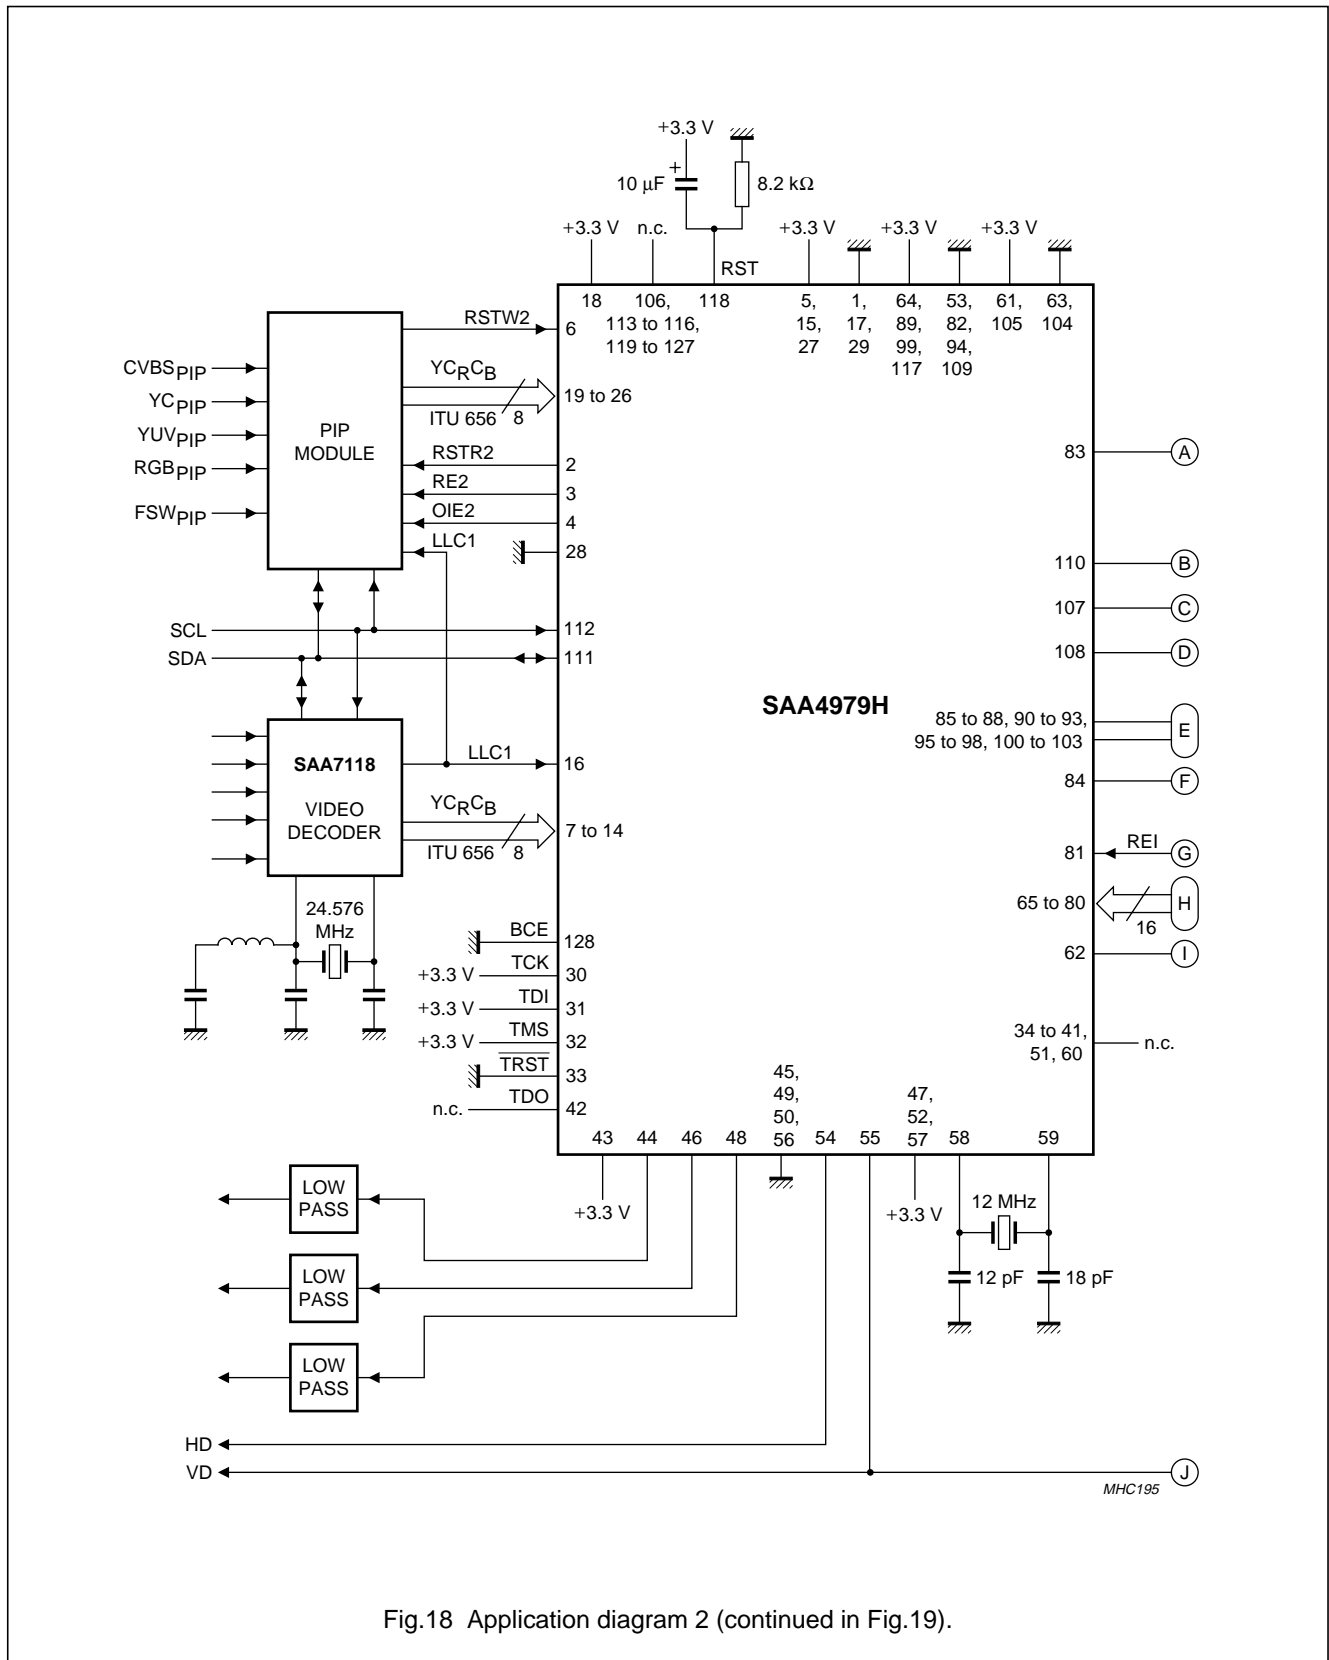 +3.3 V
+
10 μF
8.2 kΩ
+3.3 V
n.c.
+3.3 V
+3.3 V
+3.3 V
RST
18
106,
113 to 116,
119 to 127
118
5,
15,
27
1,
17,
29
64,
89,
99,
117
53,
82,
94,
109
61,
105
63,
104
RSTW2
6
CVBSPIP
YCPIP
YUVPIP
RGBPIP
FSWPIP
PIP
MODULE
YCRCB
ITU 656
8
19 to 26
RSTR2
2
RE2
3
OIE2
4
LLC1
28
SCL
112
SDA
111
SAA4979H
SAA7118
VIDEO
DECODER
LLC1
16
YCRCB
ITU 656
8
7 to 14
24.576
MHz
BCE
128
+3.3 V
TCK
30
+3.3 V
TDI
31
+3.3 V
TMS
32
TRST
33
n.c.
TDO
42
83
A
110
B
107
C
108
D
85 to 88, 90 to 93,
95 to 98, 100 to 103
E
84
F
81
REI
G
65 to 80
16
H
62
I
34 to 41,
51, 60
n.c.
43
44
46
48
45,
49,
50,
56
54
55
47,
52,
57
58
59
+3.3 V
+3.3 V
12 MHz
12 pF
18 pF
LOW
PASS
LOW
PASS
LOW
PASS
HD
VD
J
MHC195
Fig.18 Application diagram 2 (continued in Fig.19).